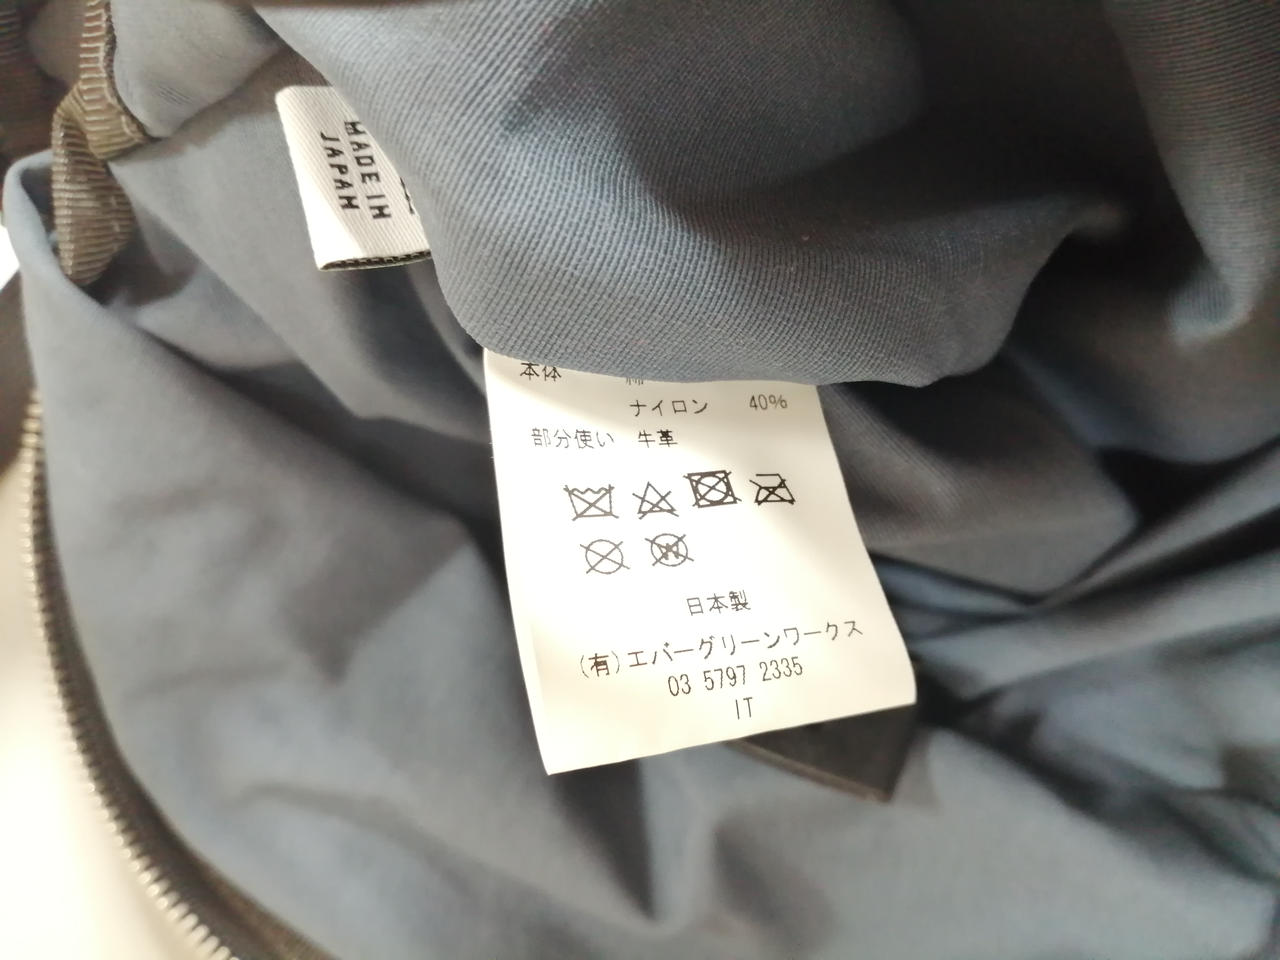 MADE IN
JAPAN
本体 綿
ナイロン 40%
部分使い 牛革
日本製
(有)エバーグリーンワークス
03 5797 2335
IT